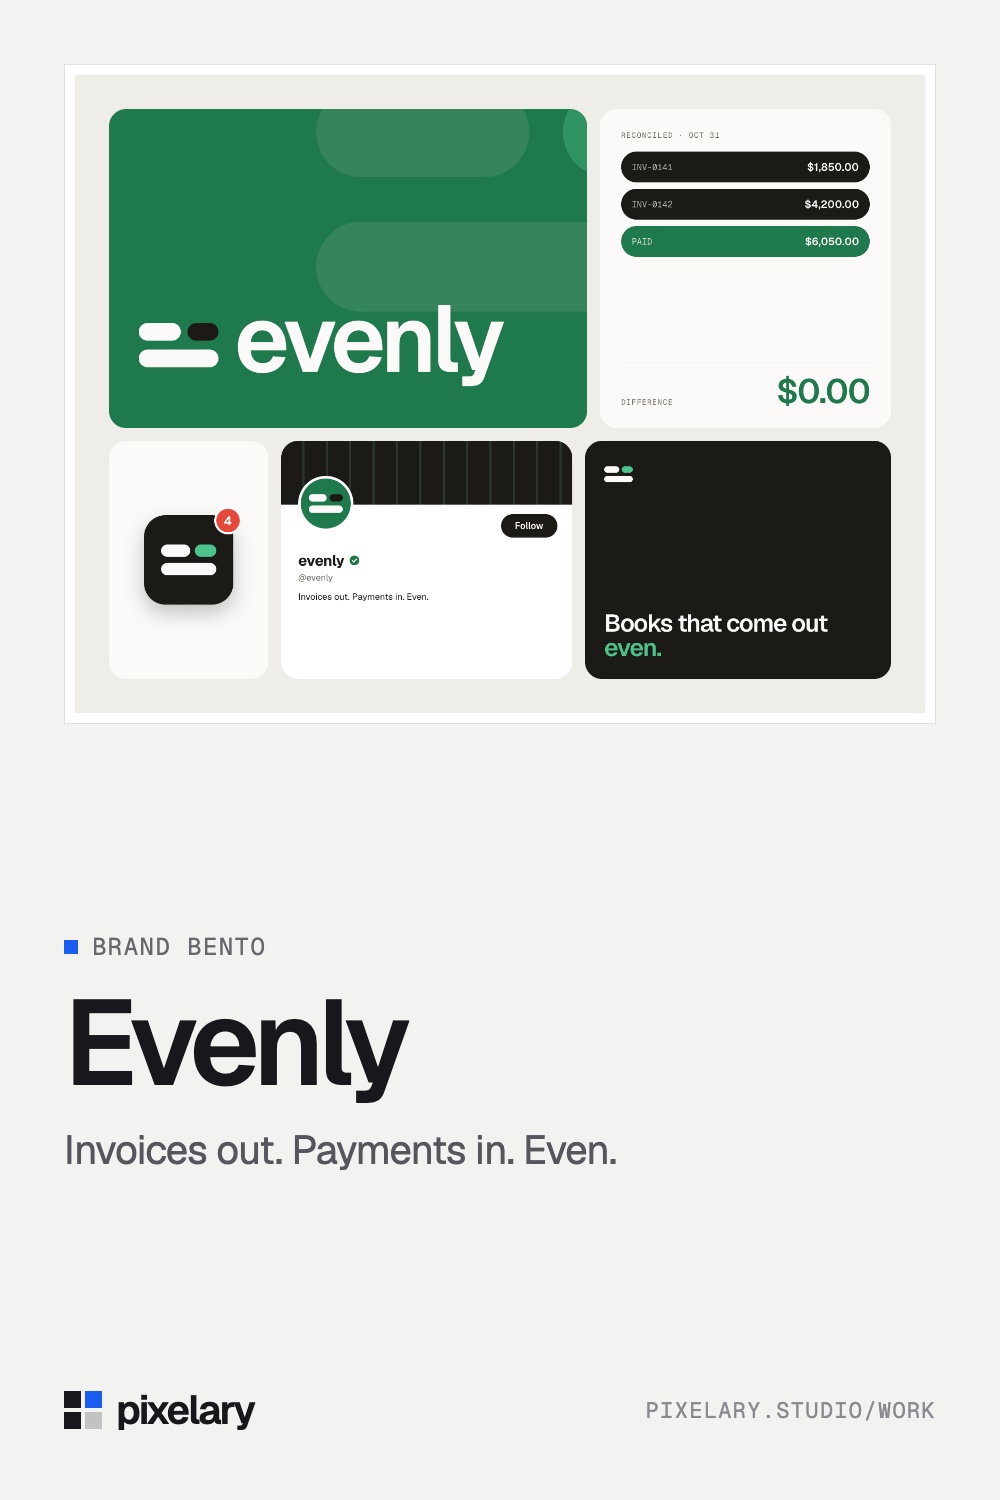 evenly
RECONCILED · OCT 31
INV-0141 $1,850.00
INV-0142 $4,200.00
PAID $6,050.00
DIFFERENCE $0.00
4
Follow
evenly
@evenly
Invoices out. Payments in. Even.
Books that come out
even.
BRAND BENTO
Evenly
Invoices out. Payments in. Even.
pixelary
PIXELARY.STUDIO/WORK